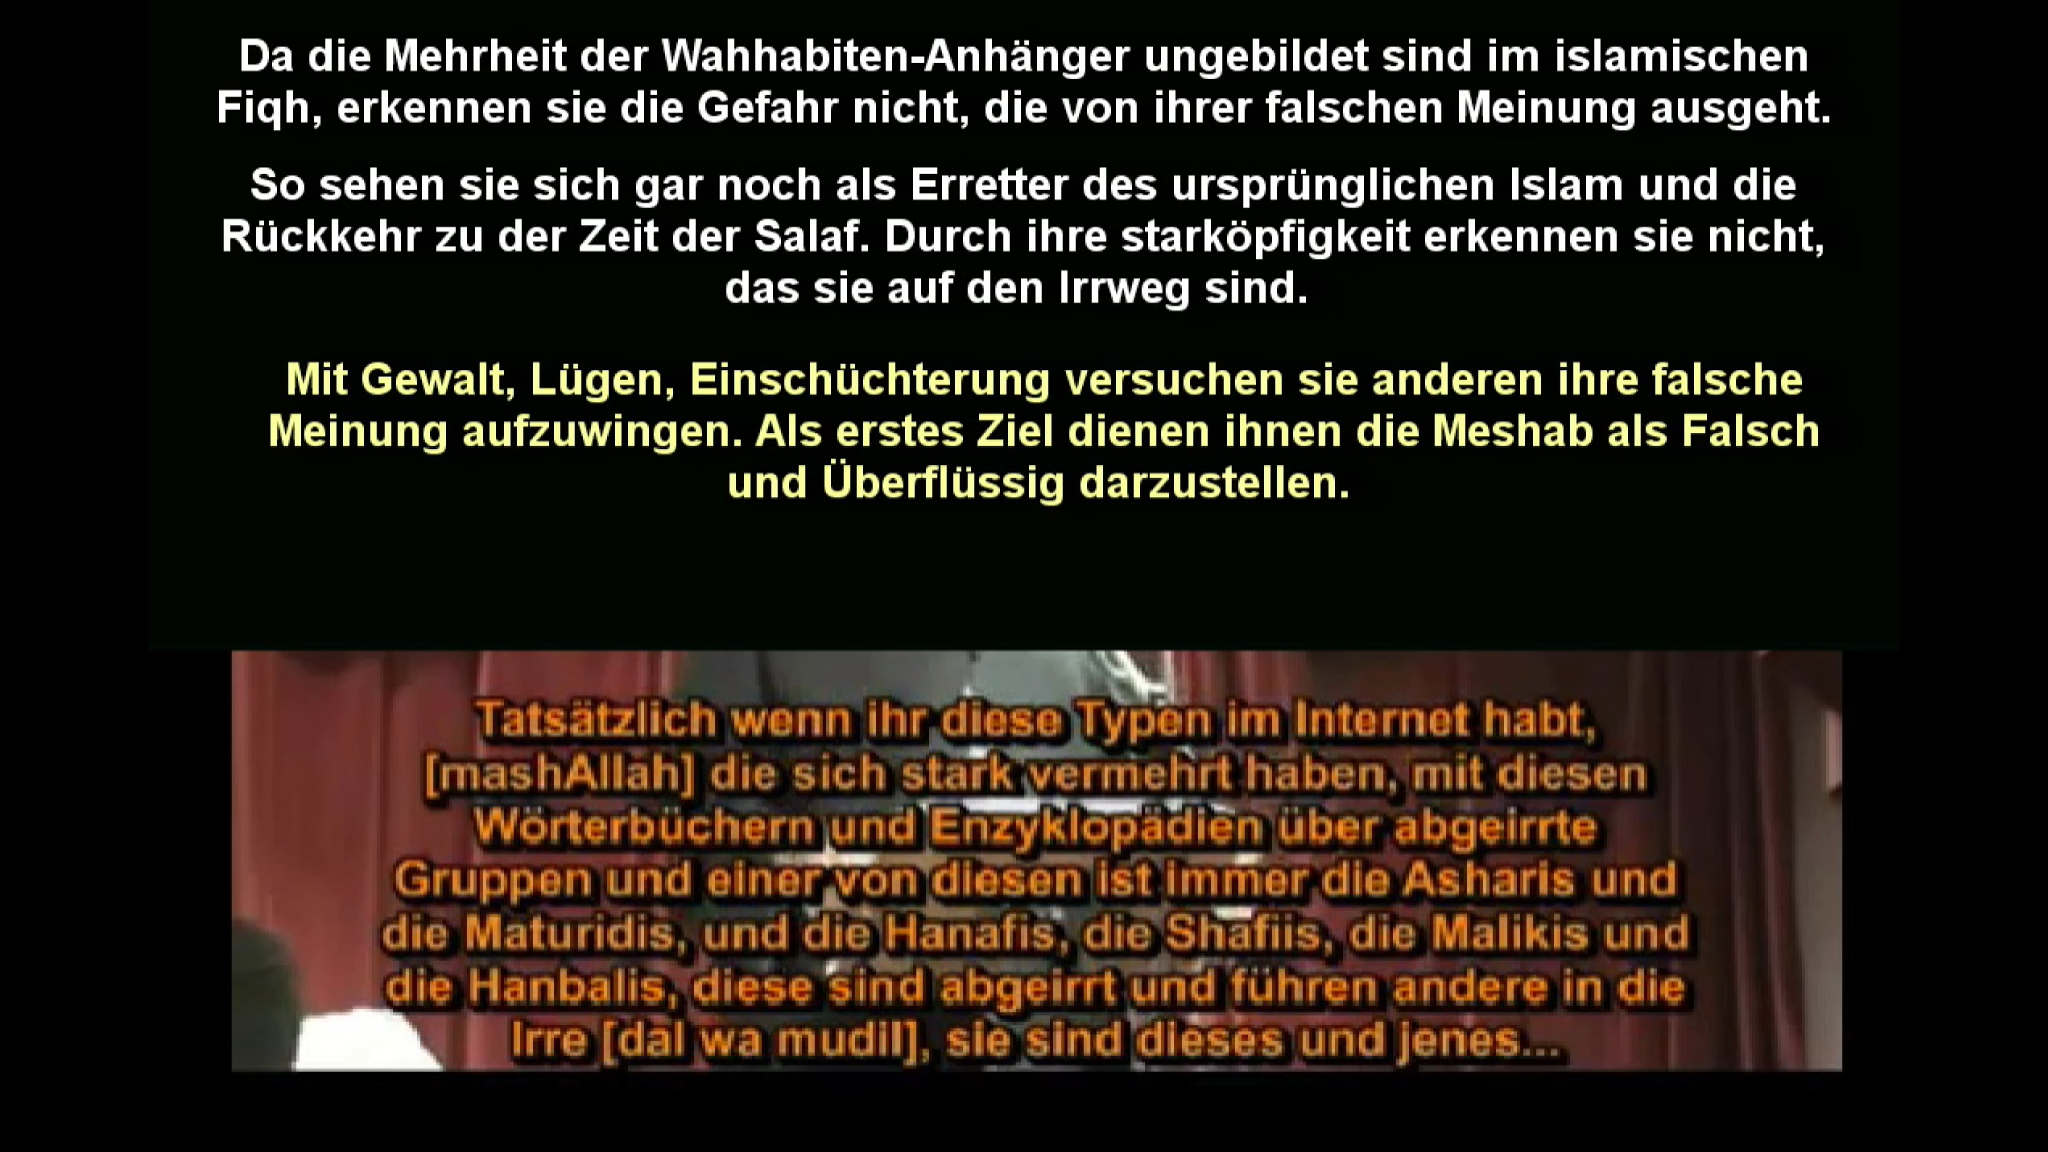 Da die Mehrheit der Wahhabiten-Anhänger ungebildet sind im islamischen
Fiqh, erkennen sie die Gefahr nicht, die von ihrer falschen Meinung ausgeht.
So sehen sie sich gar noch als Erretter des ursprünglichen Islam und die
Rückkehr zu der Zeit der Salaf. Durch ihre starköpfigkeit erkennen sie nicht,
das sie auf den Irrweg sind.
Mit Gewalt, Lügen, Einschüchterung versuchen sie anderen ihre falsche
Meinung aufzuwingen. Als erstes Ziel dienen ihnen die Meshab als Falsch
und Überflüssig darzustellen.
Tatsätzlich wenn ihr diese Typen im Internet habt,
[mashAllah] die sich stark vermehrt haben, mit diesen
Wörterbüchern und Enzyklopädien über abgeirrte
Gruppen und einer von diesen ist immer die Asharis und
die Maturidis, und die Hanafis, die Shafiis, die Malikis und
die Hanbalis, diese sind abgeirrt und führen andere in die
Irre [dal wa mudil], sie sind dieses und jenes...